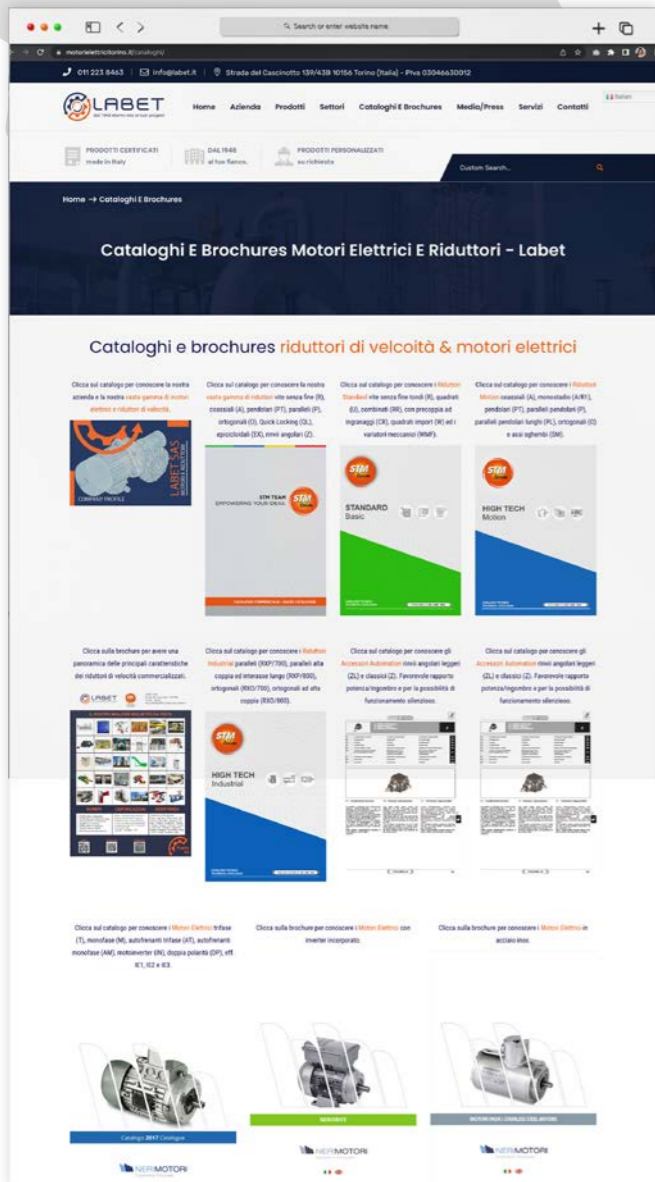 Search or enter website name
motorielettricitorino.it/cataloghi/
011 223 8463 | info@labet.it | Strada del Cascinotto 139/43B 10156 Torino (Italia) - P.iva 03046630012
LABET
Home Azienda Prodotti Settori Cataloghi E Brochures Media/Press Servizi Contatti
Italian
PRODOTTI CERTIFICATI
made in Italy
DAL 1946
al tuo fianco.
PRODOTTI PERSONALIZZATI
su richiesta
Custom Search...
Home → Cataloghi E Brochures
Cataloghi E Brochures Motori Elettrici E Riduttori - Labet
Cataloghi e brochures riduttori di velcoità & motori elettrici
Clicca sul catalogo per conoscere la nostra
azienda e la nostra vasta gamma di motori
elettrici e riduttori di velocità.
COMPANY PROFILE
LABET SAS
MOTORI E RIDUTTORI
Clicca sul catalogo per conoscere la nostra
vasta gamma di riduttori vite senza fine (R),
coassiali (A), pendolari (PT), paralleli (P),
ortogonali (O), Quick Locking (QL),
epicicloidali (EX), rinvii angolari (Z).
STM TEAM
EMPOWERING YOUR IDEAS.
STM
Clicca sul catalogo per conoscere i Riduttori
Standard vite senza fine tondi (R), quadrati
(U), combinati (RR), con precoppia ad
ingranaggi (CR), quadrati import (W) ed i
variatori meccanici (WMF).
STM
STANDARD
Basic
Clicca sul catalogo per conoscere i Riduttori
Motion coassiali (A), monostadio (A/R1),
pendolari (PT), paralleli pendolari (P),
paralleli pendolari lunghi (PL), ortogonali (O)
e assi sghembi (SM).
STM
HIGH TECH
Motion
Clicca sulla brochure per avere una
panoramica delle principali caratteristiche
dei riduttori di velocità commercializzati.
LABET
Clicca sul catalogo per conoscere i Riduttori
Industrial paralleli (RXP/700), paralleli alta
coppia ed interasse lungo (RXP/800),
ortogonali (RXO/700), ortogonali ad alta
coppia (RXO/800).
STM
HIGH TECH
Industrial
Clicca sul catalogo per conoscere gli
Accessori Automation rinvii angolari leggeri
(ZL) e classici (Z). Favorevole rapporto
potenza/ingombro e per la possibilità di
funzionamento silenzioso.
Clicca sul catalogo per conoscere gli
Accessori Automation rinvii angolari leggeri
(ZL) e classici (Z). Favorevole rapporto
potenza/ingombro e per la possibilità di
funzionamento silenzioso.
Clicca sul catalogo per conoscere i Motori Elettrici trifase
(T), monofase (M), autofrenanti trifase (AT), autofrenanti
monofase (AM), motoinverter (IN), doppia polarità (DP), eff.
IE1, IE2 e IE3.
Catalogo 2017 Catalogue
NERIMOTORI
Clicca sulla brochure per conoscere i Motori Elettrici con
inverter incorporato.
NERIMOTORI
Clicca sulla brochure per conoscere i Motori Elettrici in
acciaio inox.
NERIMOTORI